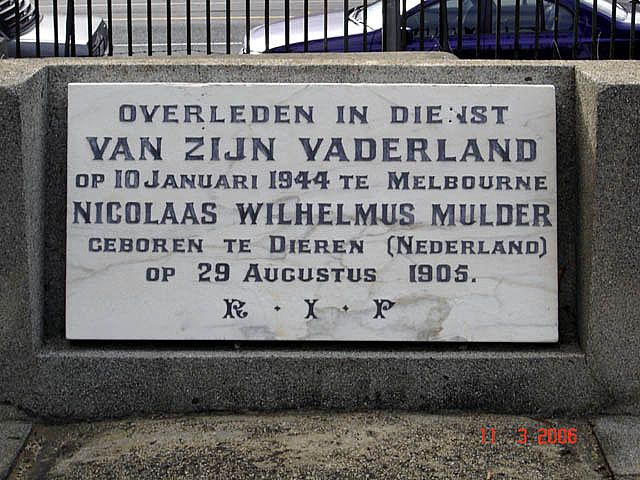 OVERLEDEN IN DIENST
VAN ZIJN VADERLAND
OP 10 JANUARI 1944 TE MELBOURNE
NICOLAAS WILHELMUS MULDER
GEBOREN TE DIEREN (NEDERLAND)
OP 29 AUGUSTUS 1905.
R · I · P
11 3 2006